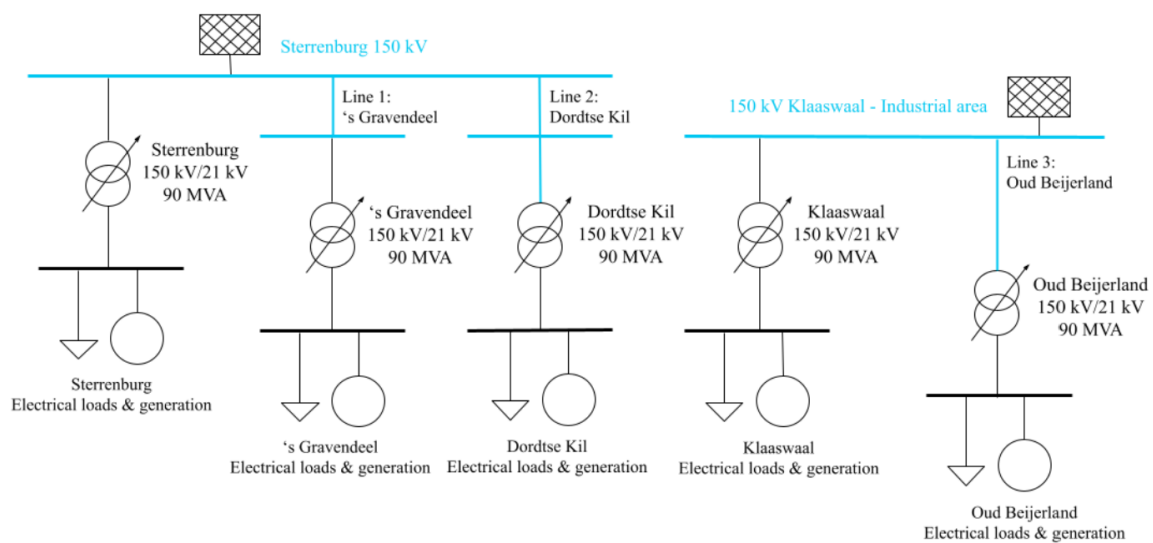 Sterrenburg 150 kV
Line 1:
‘s Gravendeel
Line 2:
Dordtse Kil
150 kV Klaaswaal - Industrial area
Line 3:
Oud Beijerland
Sterrenburg
150 kV/21 kV
90 MVA
‘s Gravendeel
150 kV/21 kV
90 MVA
Dordtse Kil
150 kV/21 kV
90 MVA
Klaaswaal
150 kV/21 kV
90 MVA
Oud Beijerland
150 kV/21 kV
90 MVA
Sterrenburg
Electrical loads & generation
‘s Gravendeel
Electrical loads & generation
Dordtse Kil
Electrical loads & generation
Klaaswaal
Electrical loads & generation
Oud Beijerland
Electrical loads & generation